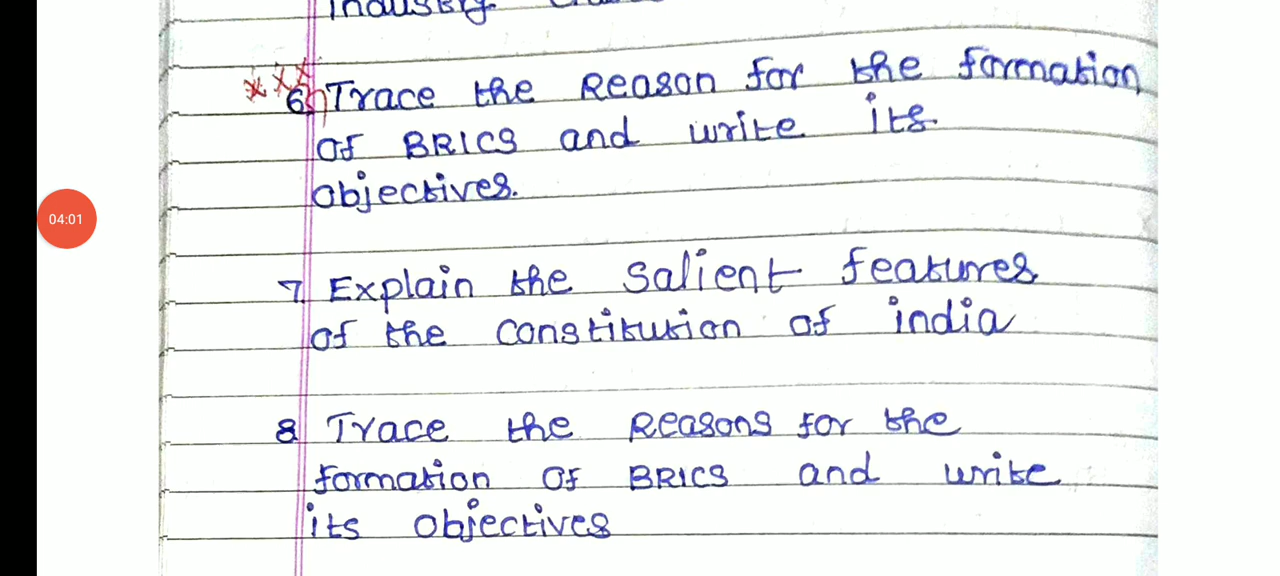 Industry
*** 6) Trace the Reason for the formation
of BRICS and write its
objectives.
04:01
7 Explain the salient features
of the constitution of india
8 Trace the Reasons for the
formation of BRICS and write
its objectives